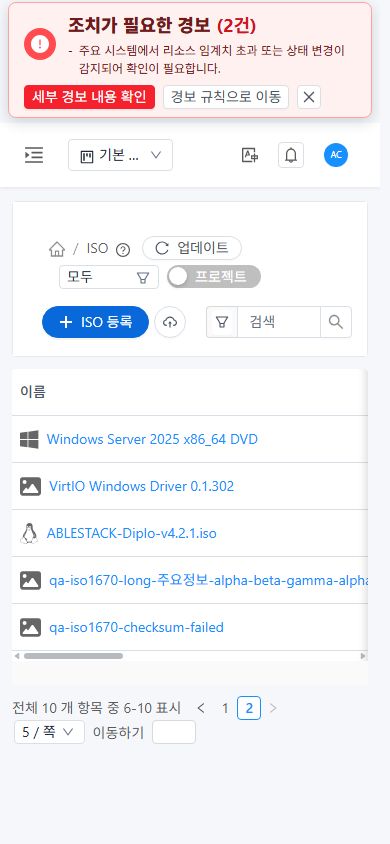 조치가 필요한 경보 (2건)
- 주요 시스템에서 리소스 임계치 초과 또는 상태 변경이
감지되어 확인이 필요합니다.
세부 경보 내용 확인
경보 규칙으로 이동
기본 ...
AC
/ ISO
업데이트
모두
프로젝트
+ ISO 등록
검색
이름
Windows Server 2025 x86_64 DVD
VirtIO Windows Driver 0.1.302
ABLESTACK-Diplo-v4.2.1.iso
qa-iso1670-long-주요정보-alpha-beta-gamma-alpha
qa-iso1670-checksum-failed
전체 10 개 항목 중 6-10 표시 < 1 2 >
5 / 쪽 이동하기